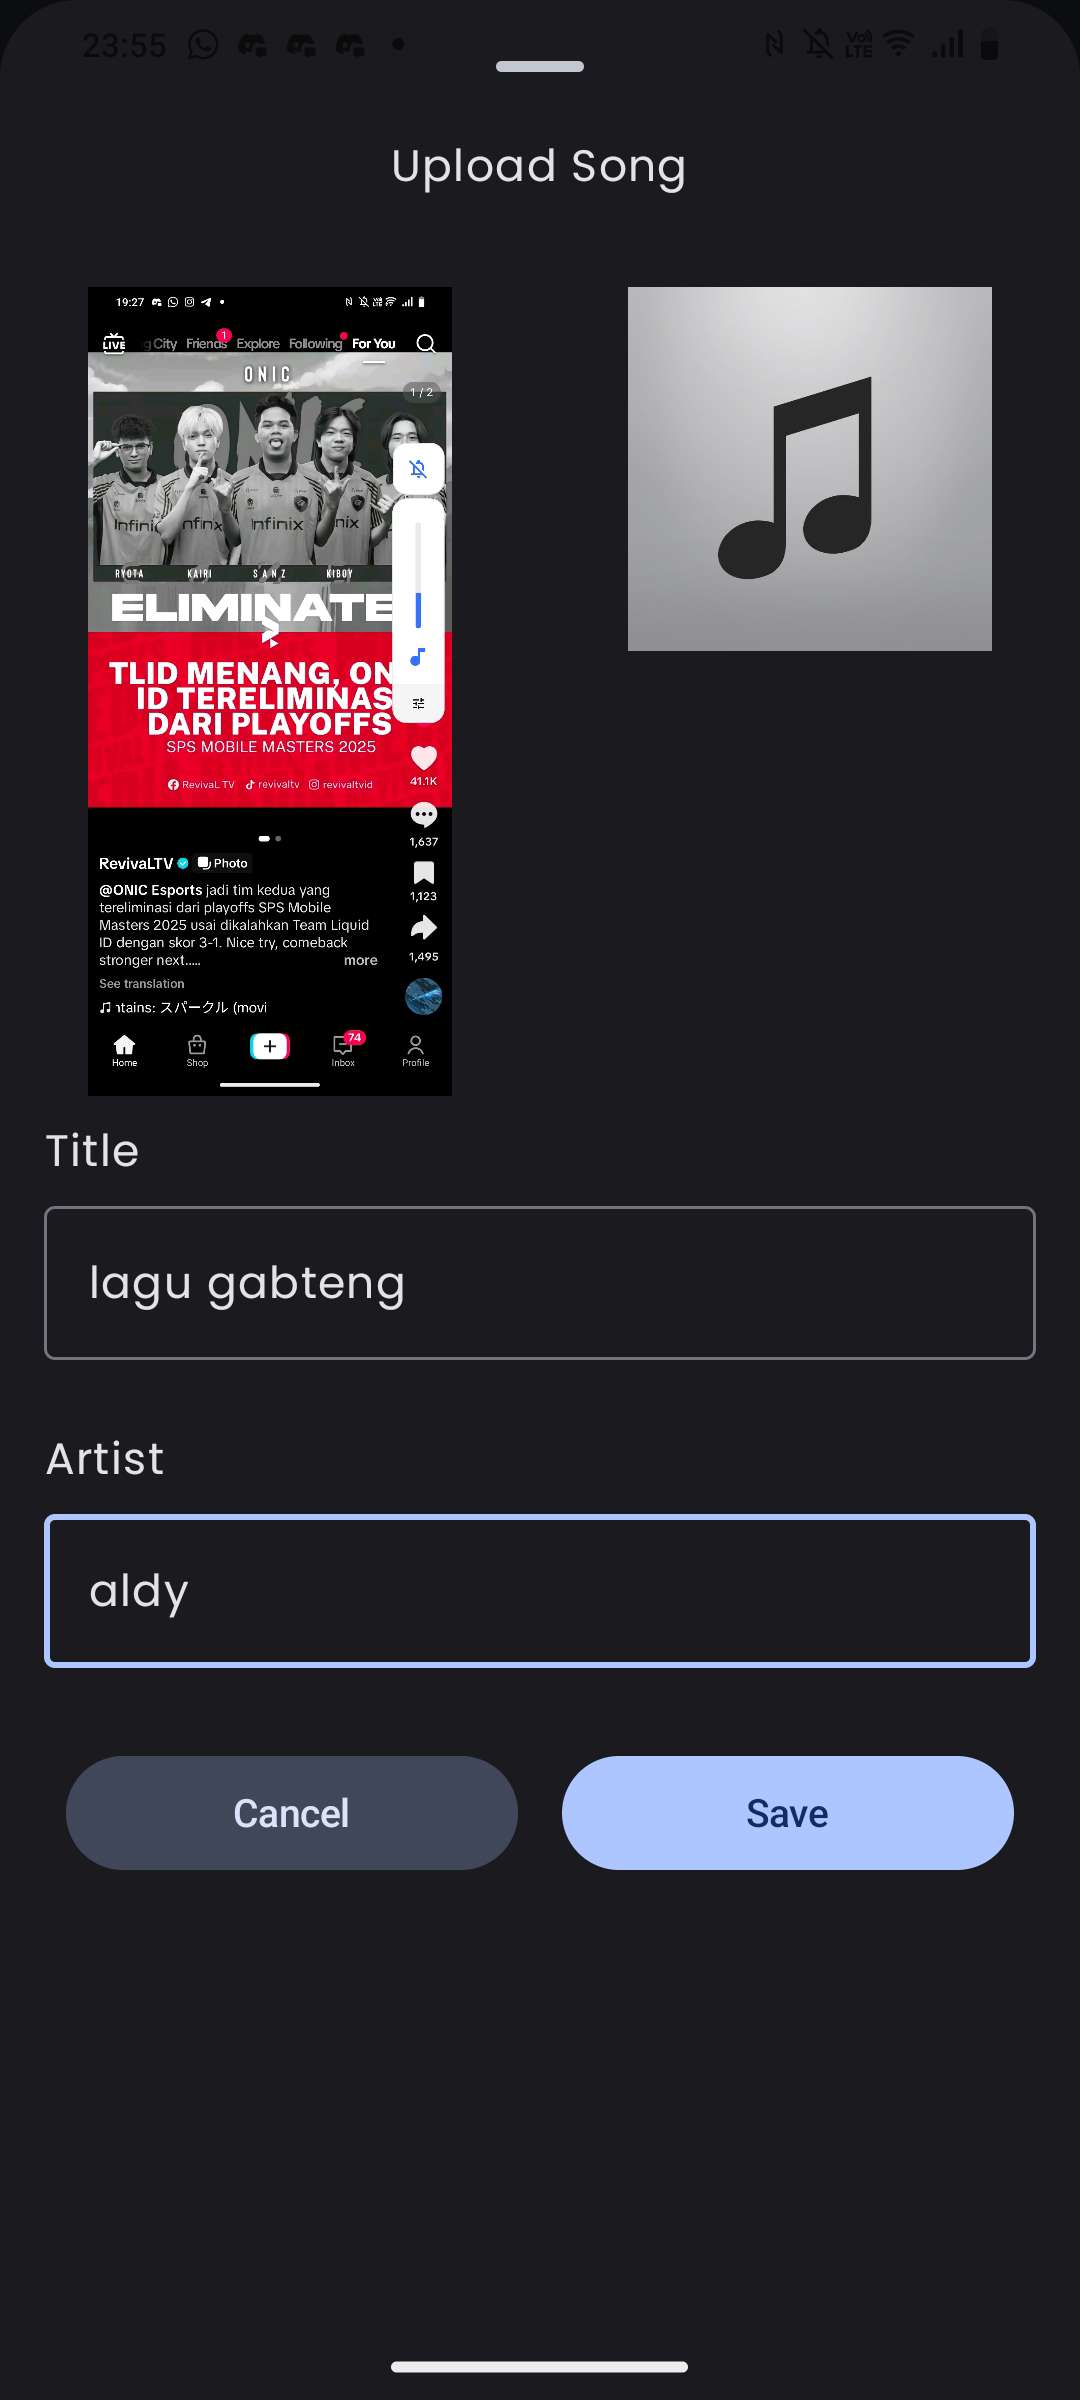 23:55
Upload Song
19:27
LIVE
g City Friends 1 Explore Following For You
ONIC
1 / 2
Infinix
nfinx
nfinix
nix
RYOTA KAIRI SANZ KIBOY
ELIMINATE
TLID MENANG, ON
ID TERELIMINAS
DARI PLAYOFFS
SPS MOBILE MASTERS 2025
RevivaL TV revivaltv revivaltvid
41.1K
1,637
1,123
1,495
RevivaLTV Photo
@ONIC Esports jadi tim kedua yang
tereliminasi dari playoffs SPS Mobile
Masters 2025 usai dikalahkan Team Liquid
ID dengan skor 3-1. Nice try, comeback
stronger next..... more
See translation
ntains: スパークル (movi
Home Shop Inbox 74 Profile
Title
lagu gabteng
Artist
aldy
Cancel Save